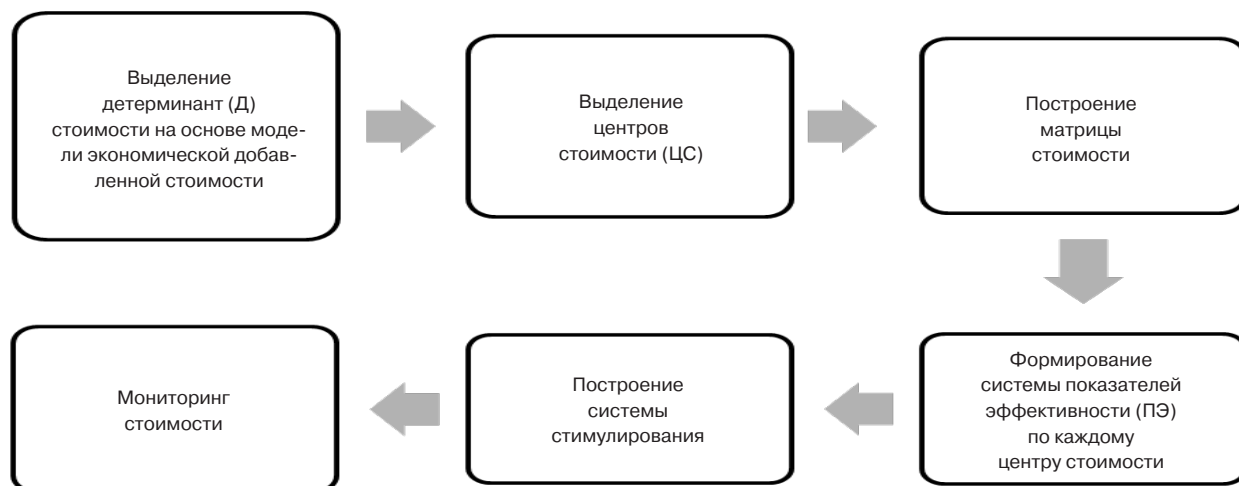 Выделение
детерминант (Д)
стоимости на основе моде-
ли экономической добав-
ленной стоимости
Выделение
центров
стоимости (ЦС)
Построение
матрицы
стоимости
Формирование
системы показателей
эффективности (ПЭ)
по каждому
центру стоимости
Построение
системы
стимулирования
Мониторинг
стоимости